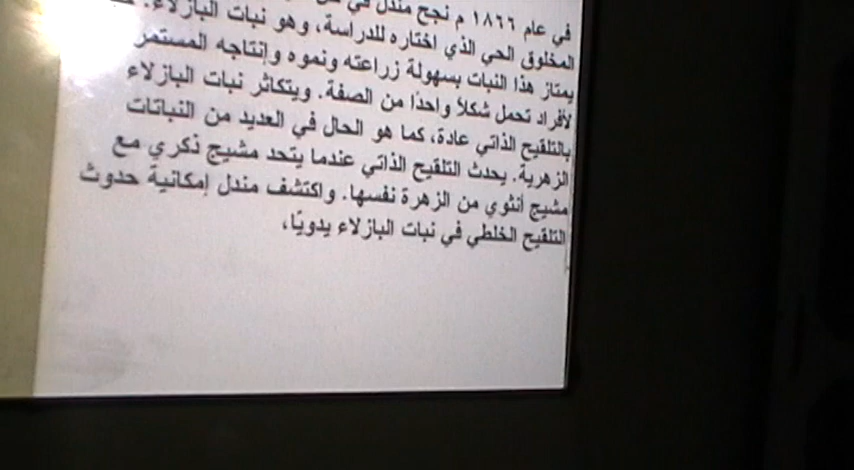 في عام ١٨٦٦ م نجح مندل في
المخلوق الحي الذي اختاره للدراسة، وهو نبات البازلاء.
يمتاز هذا النبات بسهولة زراعته ونموه وإنتاجه المستمر
لأفراد تحمل شكلاً واحدًا من الصفة. ويتكاثر نبات البازلاء
بالتلقيح الذاتي عادة، كما هو الحال في العديد من النباتات
الزهرية. يحدث التلقيح الذاتي عندما يتحد مشيج ذكري مع
مشيج أنثوي من الزهرة نفسها. واكتشف مندل إمكانية حدوث
التلقيح الخلطي في نبات البازلاء يدويًا،